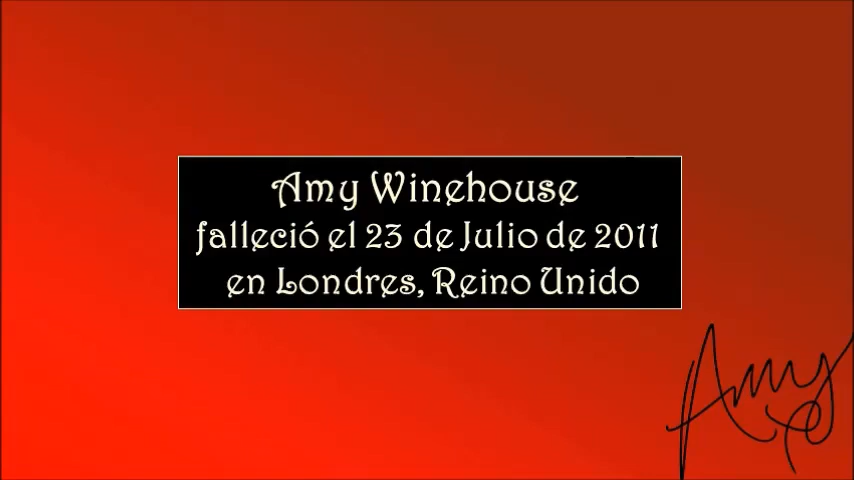 Amy Winehouse
falleció el 23 de Julio de 2011
en Londres, Reino Unido
Amy